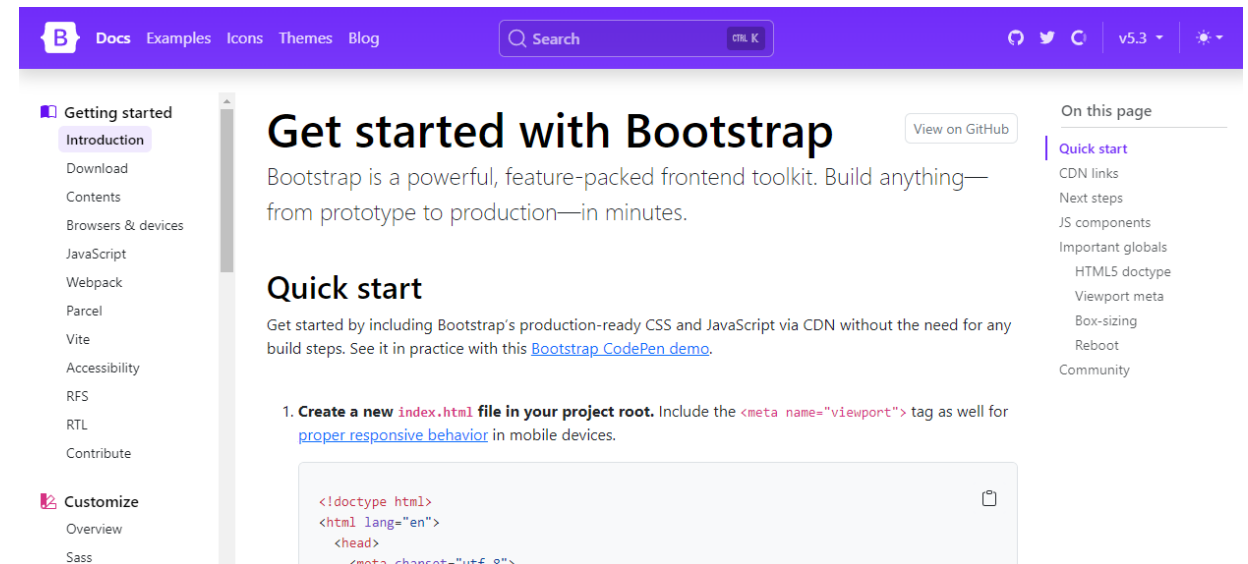 B Docs Examples Icons Themes Blog Search CTRL K v5.3
Getting started
Introduction
Download
Contents
Browsers & devices
JavaScript
Webpack
Parcel
Vite
Accessibility
RFS
RTL
Contribute
Customize
Overview
Sass
Get started with Bootstrap
View on GitHub
Bootstrap is a powerful, feature-packed frontend toolkit. Build anything—
from prototype to production—in minutes.
Quick start
Get started by including Bootstrap's production-ready CSS and JavaScript via CDN without the need for any
build steps. See it in practice with this Bootstrap CodePen demo.
1. Create a new index.html file in your project root. Include the <meta name="viewport"> tag as well for
proper responsive behavior in mobile devices.
<!doctype html>
<html lang="en">
<head>
<meta charset="utf-8">
On this page
Quick start
CDN links
Next steps
JS components
Important globals
HTML5 doctype
Viewport meta
Box-sizing
Reboot
Community